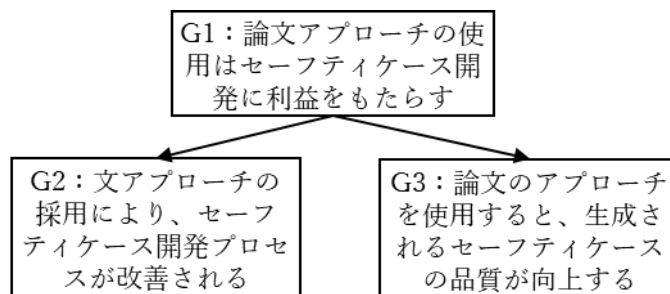 G1：論文アプローチの使
用はセーフティケース開
発に利益をもたらす
G2：文アプローチの
採用により、セーフ
ティケース開発プロセ
スが改善される
G3：論文のアプローチ
を使用すると、生成さ
れるセーフティケース
の品質が向上する